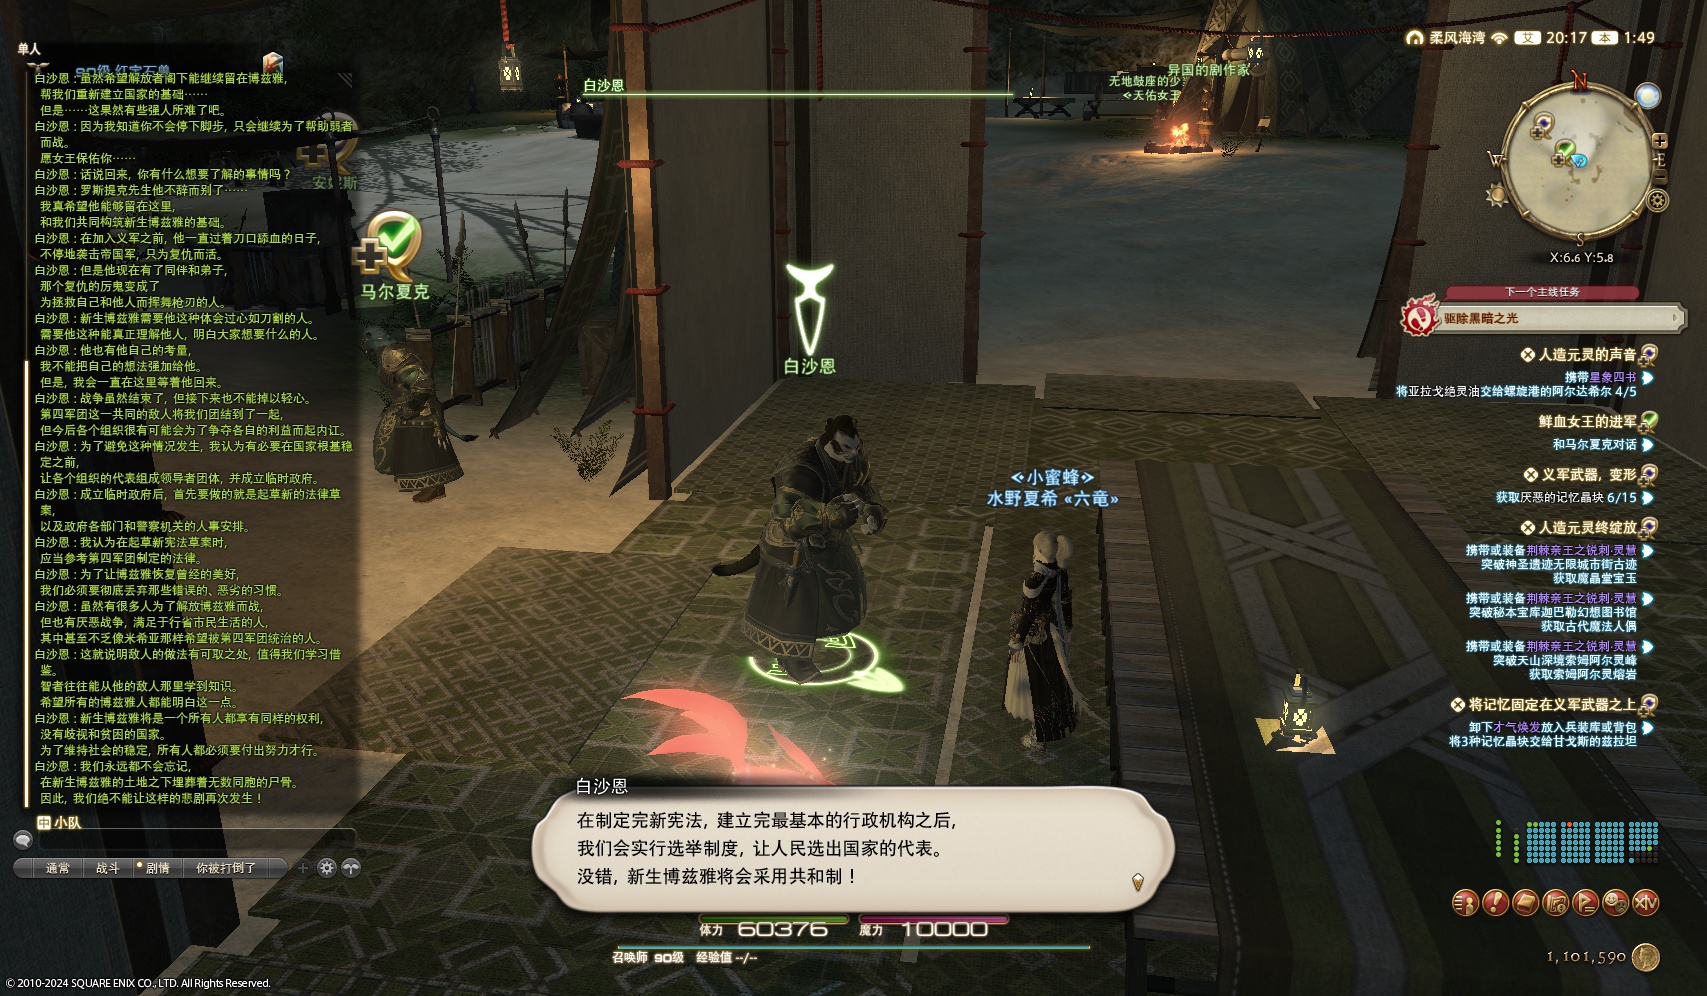 单人
90级 红宝石兽
白沙恩：虽然希望解放者阁下能继续留在博兹雅，
帮我们重新建立国家的基础……
但是……这果然有些强人所难了吧。
白沙恩：因为我知道你不会停下脚步，只会继续为了帮助弱者
而战。
愿女王保佑你……
白沙恩：话说回来，你有什么想要了解的事情吗？
白沙恩：罗斯提克先生他不辞而别了……
我真希望他能够留在这里，
和我们共同构筑新生博兹雅的基础。
白沙恩：在加入义军之前，他一直过着刀口舔血的日子，
不停地袭击帝国军，只为复仇而活。
白沙恩：但是他现在有了同伴和弟子，
那个复仇的厉鬼变成了
为拯救自己和他人而挥舞枪刃的人。
白沙恩：新生博兹雅需要他这种体会过心如刀割的人。
需要他这种能真正理解他人，明白大家想要什么的人。
白沙恩：他也有他自己的考量，
我不能把自己的想法强加给他。
但是，我会一直在这里等着他回来。
白沙恩：战争虽然结束了，但接下来也不能掉以轻心。
第四军团这一共同的敌人将我们团结到了一起，
但今后各个组织很有可能会为了争夺各自的利益而起内讧。
白沙恩：为了避免这种情况发生，我认为有必要在国家根基稳
定之前，
让各个组织的代表组成领导者团体，并成立临时政府。
白沙恩：成立临时政府后，首先要做的就是起草新的法律草
案，
以及政府各部门和警察机关的人事安排。
白沙恩：我认为在起草新宪法草案时，
应当参考第四军团制定的法律。
白沙恩：为了让博兹雅恢复曾经的美好，
我们必须要彻底丢弃那些错误的、恶劣的习惯。
白沙恩：虽然有很多人为了解放博兹雅而战，
但也有厌恶战争，满足于行省市民生活的人，
其中甚至不乏像米希亚那样希望被第四军团统治的人。
白沙恩：这就说明敌人的做法有可取之处，值得我们学习借
鉴。
智者往往能从他的敌人那里学到知识。
希望所有的博兹雅人都能明白这一点。
白沙恩：新生博兹雅将是一个所有人都享有同样的权利，
没有歧视和贫困的国家。
为了维持社会的稳定，所有人都必须要付出努力才行。
白沙恩：我们永远都不会忘记，
在新生博兹雅的土地之下埋葬着无数同胞的尸骨。
因此，我们绝不能让这样的悲剧再次发生！
小队
通常 战斗 剧情 你被打倒了
马尔夏克
白沙恩
白沙恩
异国的剧作家
无地鼓座的少
天佑女王
«小蜜蜂»
水野夏希 «六竜»
柔风海湾 艾 20:17 本 1:49
N
W
E
S
X:6.6 Y:5.8
下一个主线任务
驱除黑暗之光
人造元灵的声音
携带星象四书
将亚拉戈绝灵油交给螺旋港的阿尔达希尔 4/5
鲜血女王的进军
和马尔夏克对话
义军武器，变形
获取厌恶的记忆晶块 6/15
人造元灵终绽放
携带或装备荆棘亲王之锐刺·灵慧
突破神圣遗迹无限城市街古迹
获取魔晶堂宝玉
携带或装备荆棘亲王之锐刺·灵慧
突破秘本宝库迦巴勒幻想图书馆
获取古代魔法人偶
携带或装备荆棘亲王之锐刺·灵慧
突破天山深境索姆阿尔灵峰
获取索姆阿尔灵熔岩
将记忆固定在义军武器之上
卸下才气焕发放入兵装库或背包
将3种记忆晶块交给甘戈斯的兹拉坦
白沙恩
在制定完新宪法，建立完最基本的行政机构之后，
我们会实行选举制度，让人民选出国家的代表。
没错，新生博兹雅将会采用共和制！
体力 60376 魔力 10000
召唤师 90级 经验值 --/--
XIV
1,101,590
© 2010-2024 SQUARE ENIX CO., LTD. All Rights Reserved.